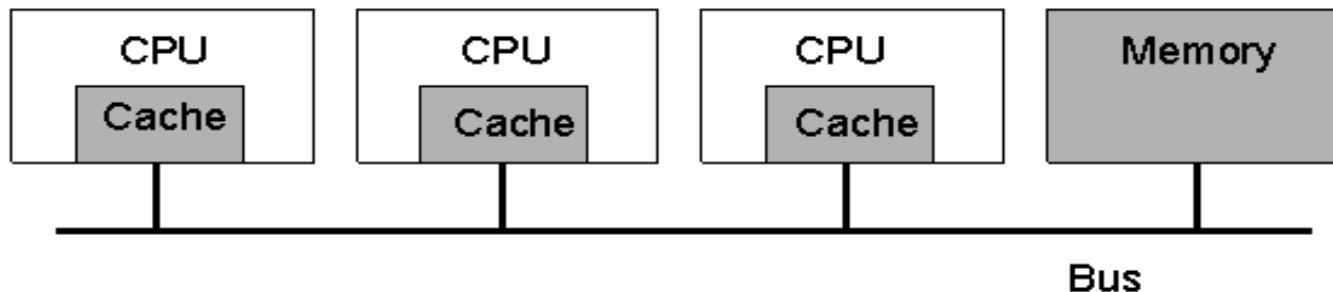 CPU
Cache
CPU
Cache
CPU
Cache
Memory
Bus